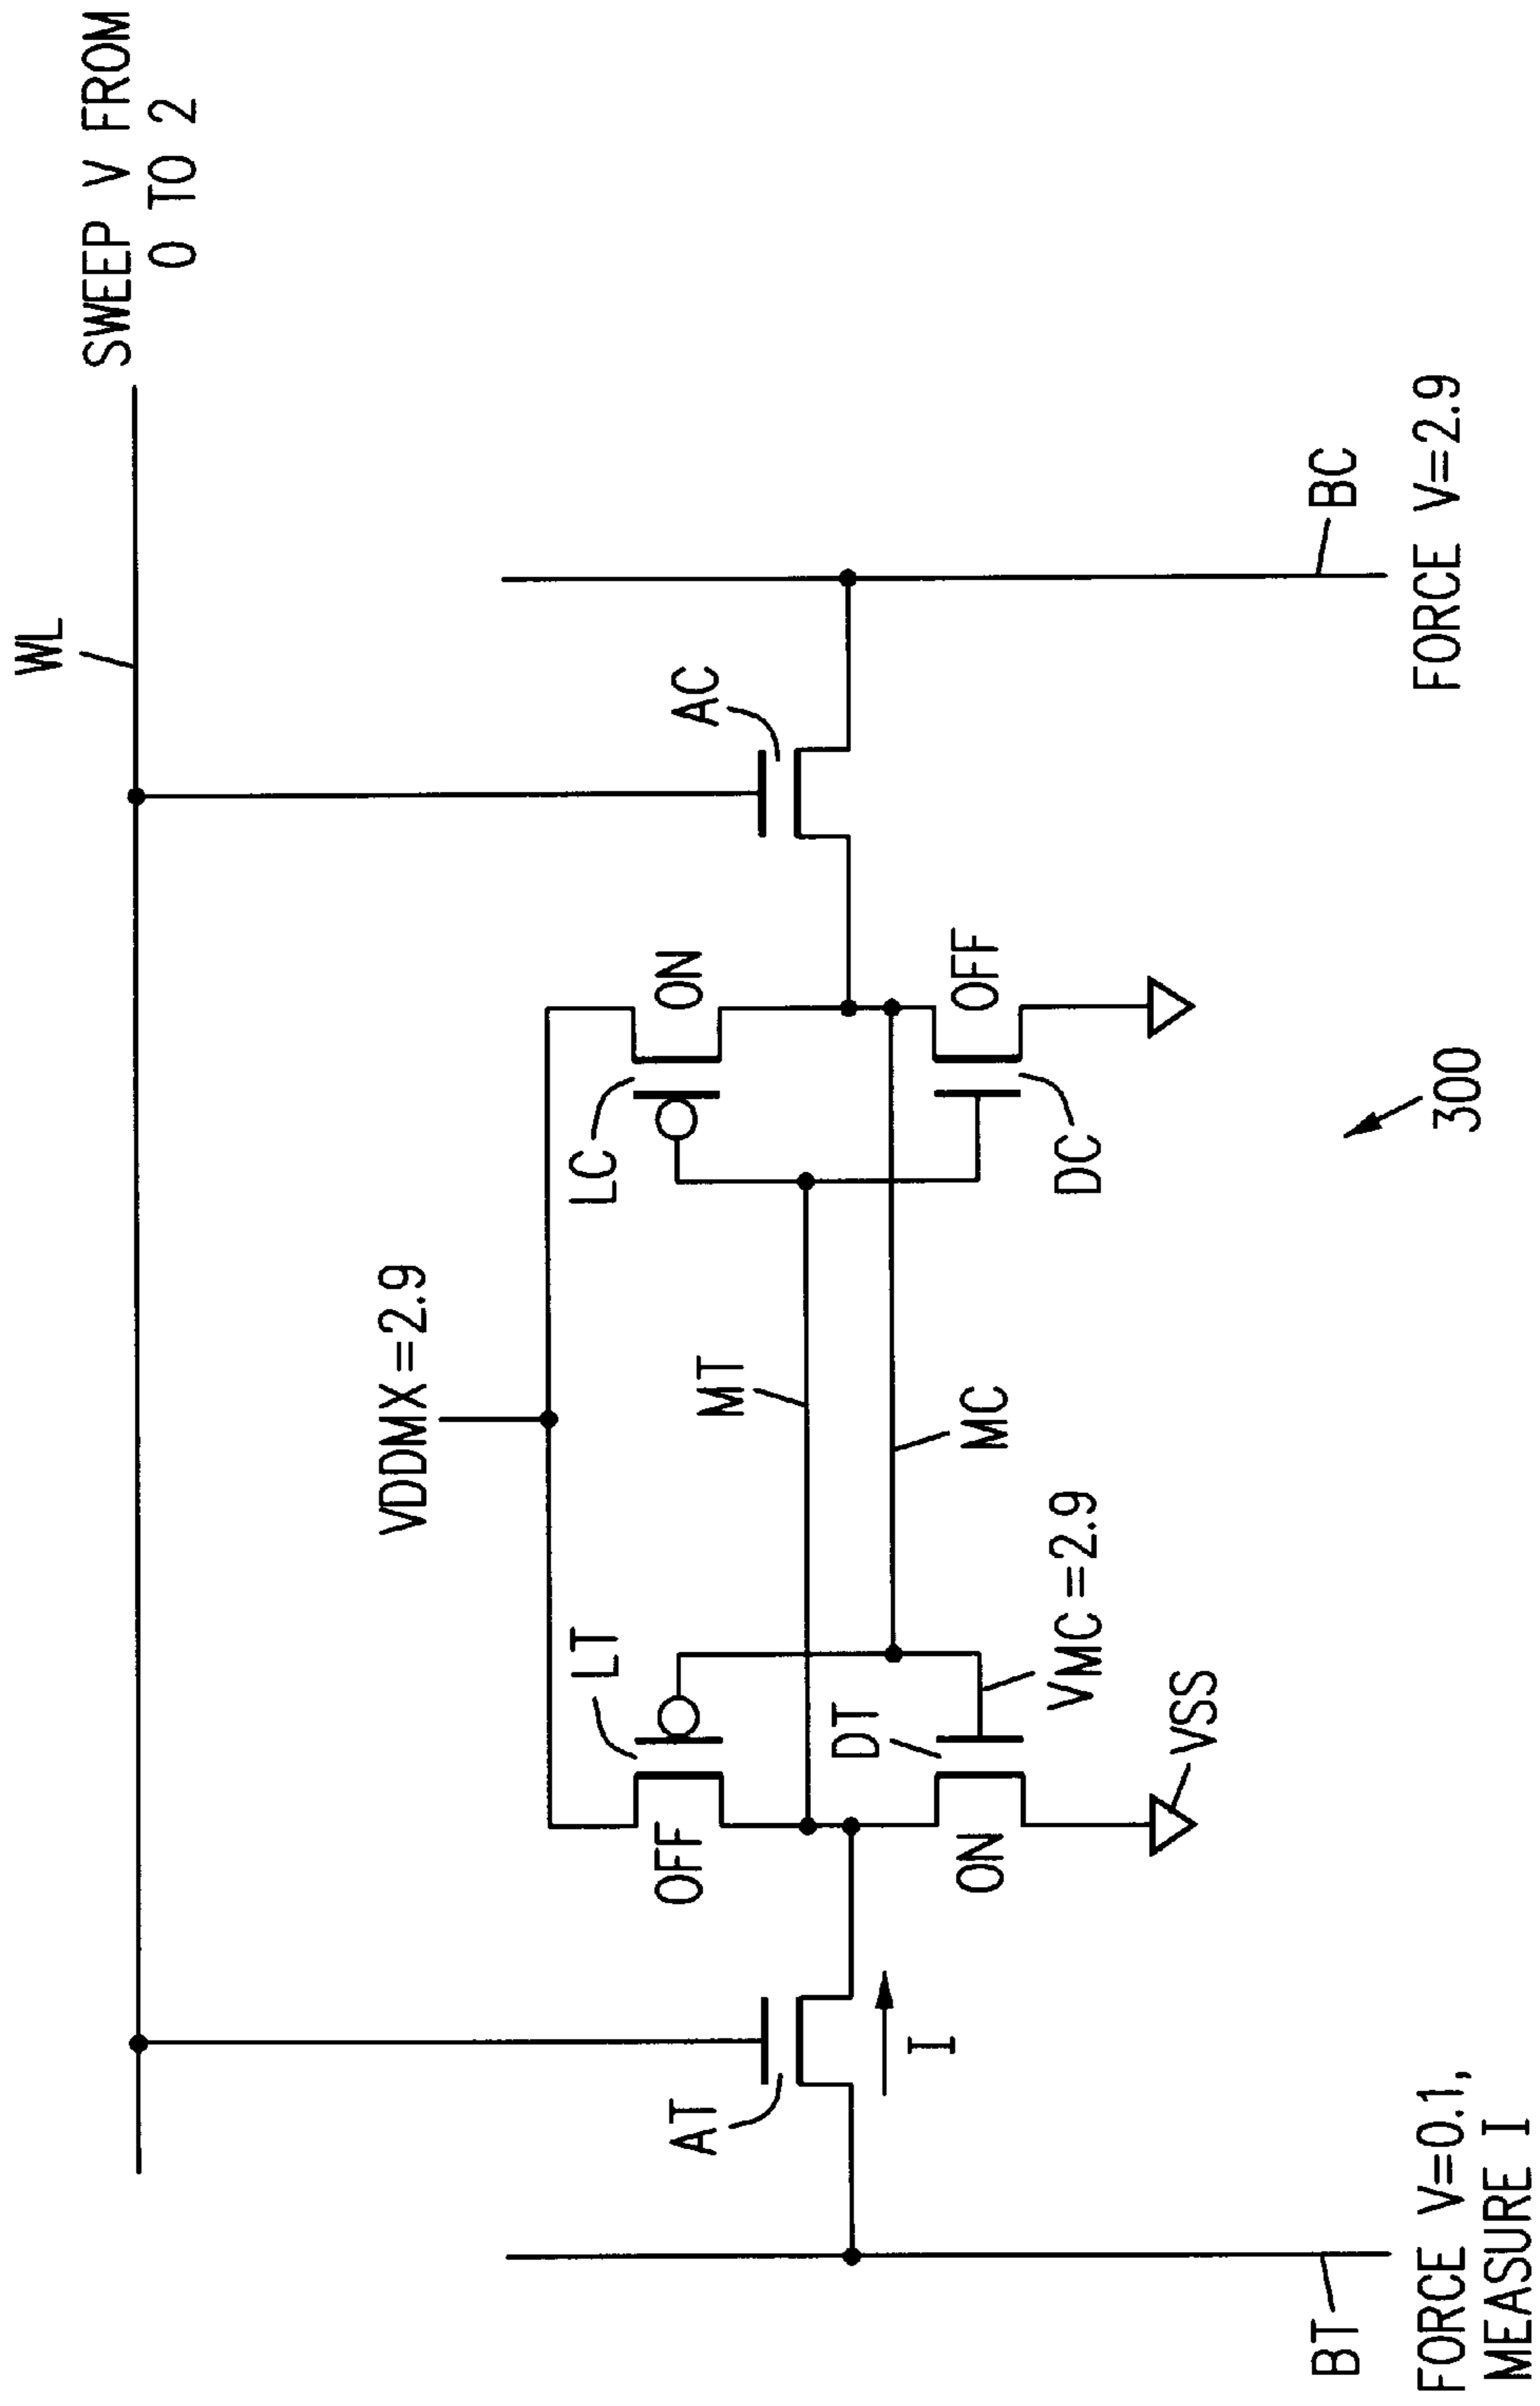 WL
SWEEP V FROM
0 TO 2
VDDMX=2.9
LT
OFF
LC
ON
AT
AC
MT
I
DT
ON
MC
OFF
VMC=2.9
DC
VSS
BT
BC
FORCE V=0.1,
MEASURE I
FORCE V=2.9
300